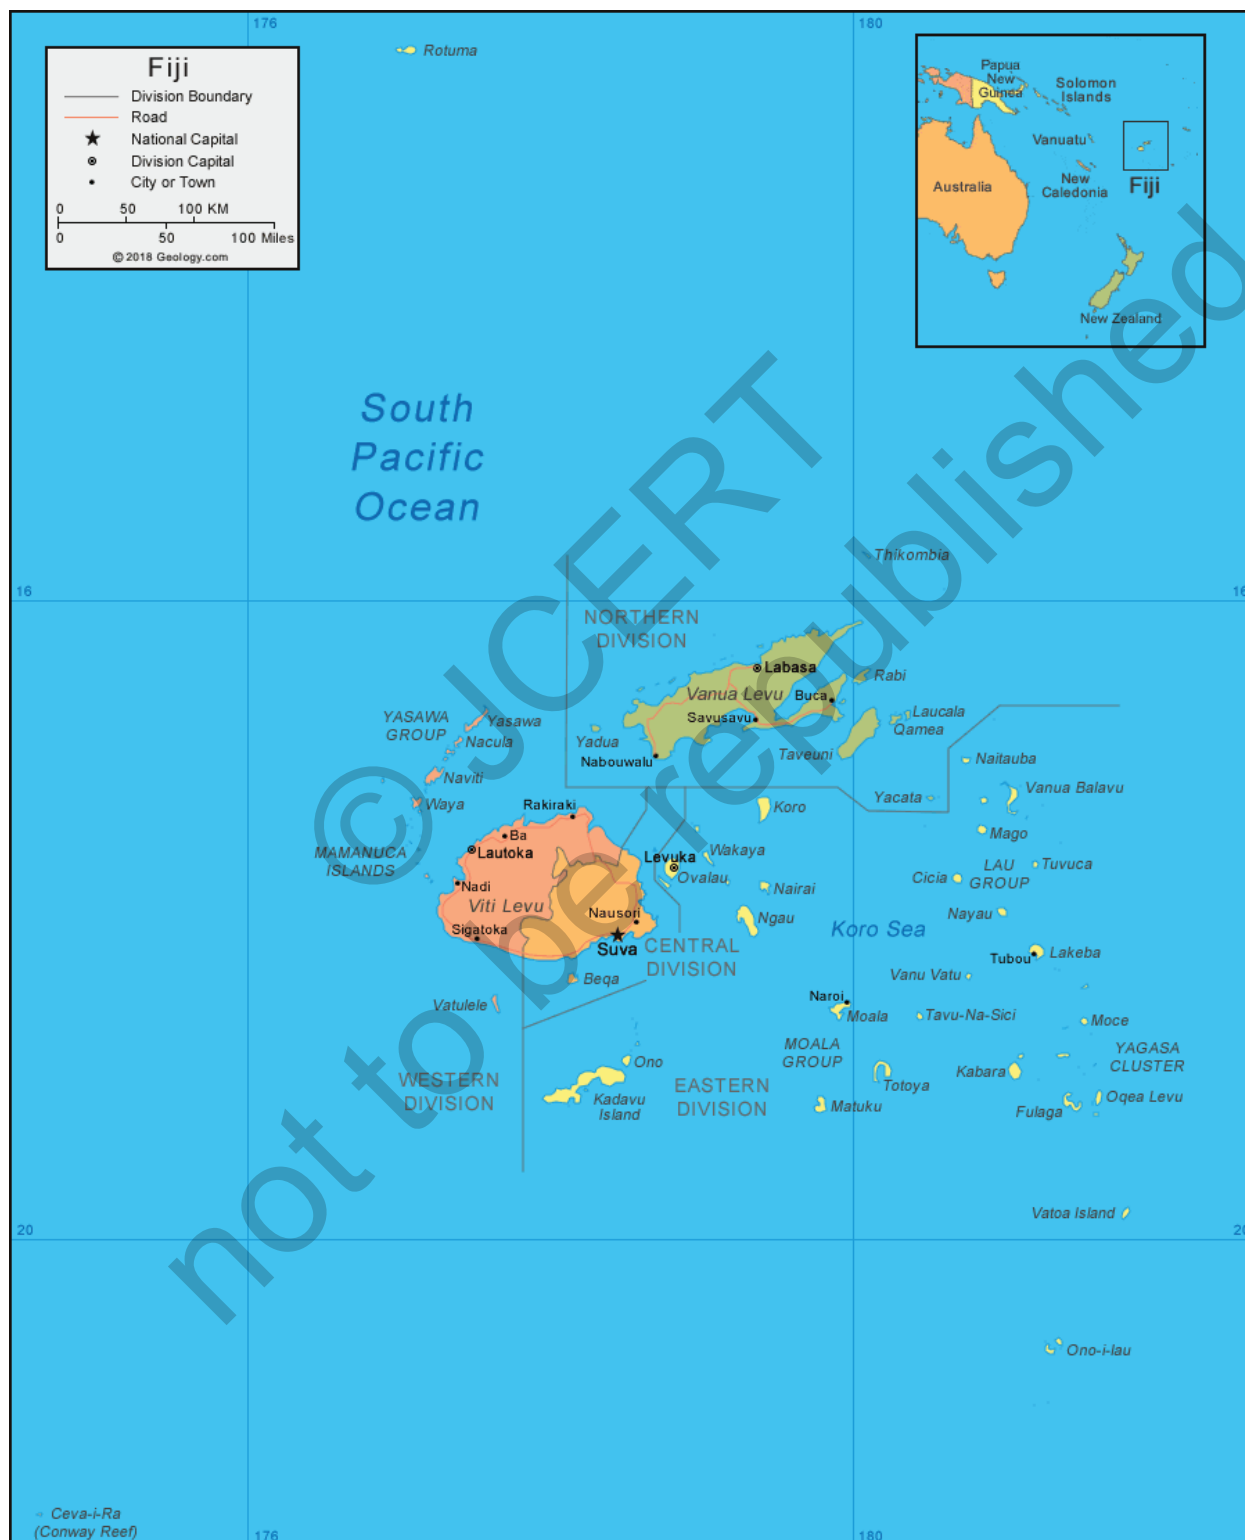 176
180
Rotuma
Fiji
Division Boundary
Road
National Capital
Division Capital
City or Town
0 50 100 KM
0 50 100 Miles
© 2018 Geology.com
Papua
New
Guinea
Solomon
Islands
Vanuatu
New
Caledonia
Fiji
Australia
New Zealand
South
Pacific
Ocean
Thikombia
16
16
NORTHERN
DIVISION
Labasa
Vanua Levu
Buca
Savusavu
Rabi
Laucala
Qamea
Taveuni
Yadua
Nabouwalu
YASAWA
GROUP
Yasawa
Nacula
Naviti
Waya
Naitauba
Yacata
Vanua Balavu
Koro
Rakiraki
Ba
Lautoka
MAMANUCA
ISLANDS
Nadi
Viti Levu
Sigatoka
Nausori
Suva
Levuka
Ovalau
Wakaya
Nairai
Ngau
Mago
LAU
GROUP
Tuvuca
Cicia
Nayau
Koro Sea
CENTRAL
DIVISION
Tubou
Lakeba
Vanu Vatu
Beqa
Vatulele
Naroi
Moala
Tavu-Na-Sici
Moce
MOALA
GROUP
YAGASA
CLUSTER
WESTERN
DIVISION
Ono
Kadavu
Island
EASTERN
DIVISION
Totoya
Kabara
Matuku
Fulaga
Oqea Levu
Vatoa Island
20
20
Ono-i-lau
Ceva-i-Ra
(Conway Reef)
176
180
© JCERT
not to be republished